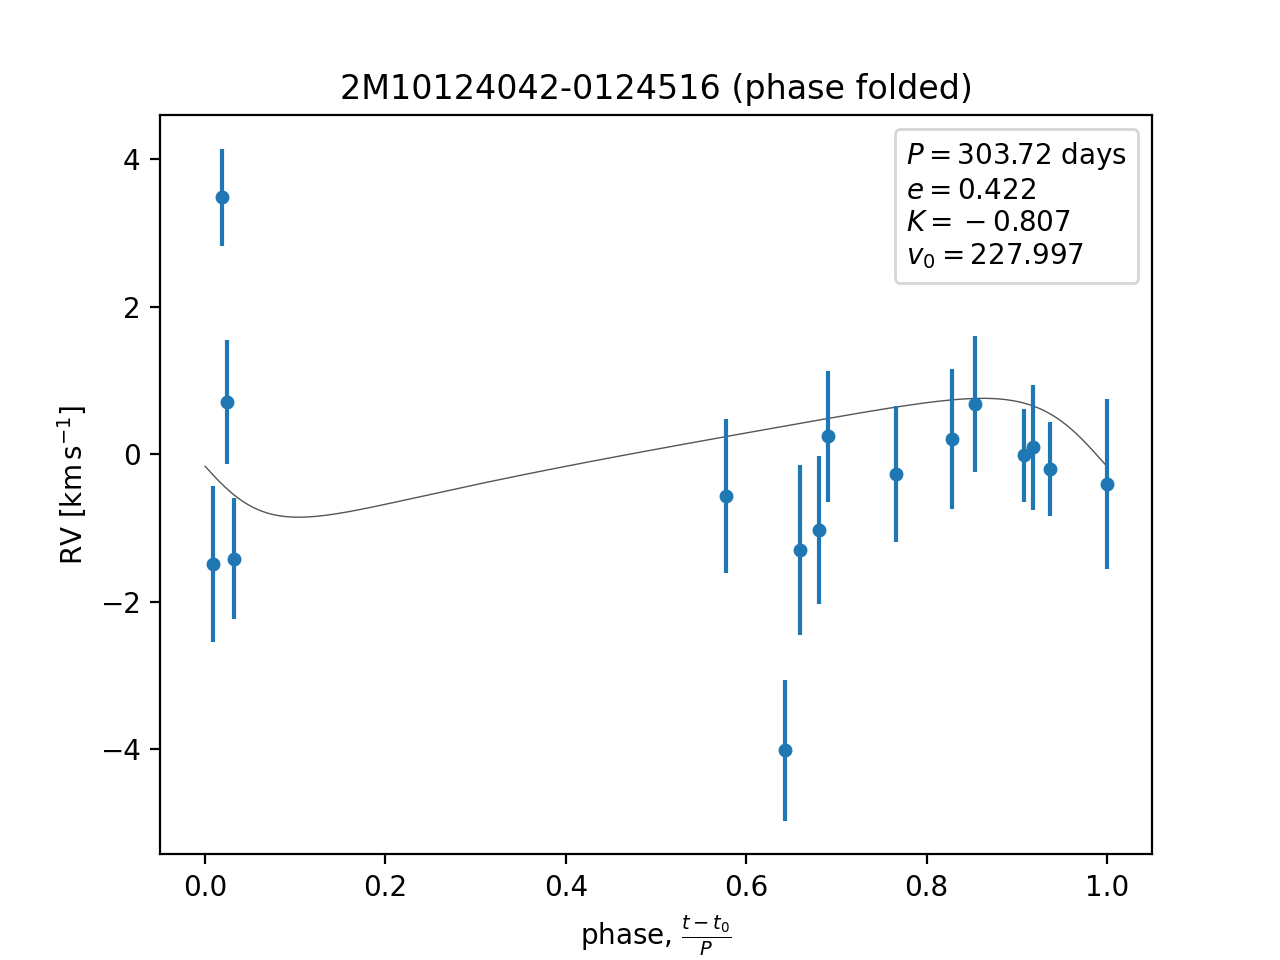 2M10124042-0124516 (phase folded)
P = 303.72 days
e = 0.422
K = −0.807
v₀ = 227.997
4
2
0
−2
−4
RV [km s⁻¹]
0.0 0.2 0.4 0.6 0.8 1.0
phase, (t − t₀)/P